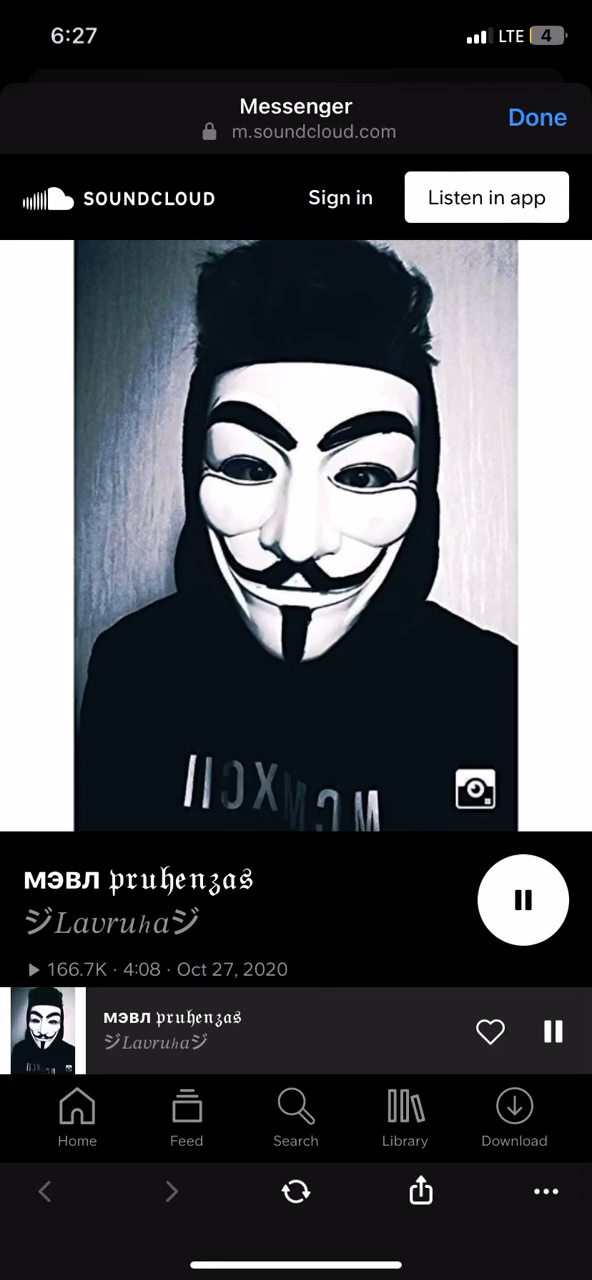 6:27
LTE 4
Messenger
m.soundcloud.com
Done
SOUNDCLOUD
Sign in
Listen in app
MCMXCII
мэвл 𝔭𝔯𝔲𝔥𝔢𝔫𝔷𝔞𝔰
ジ𝐿𝑎𝑣𝑟𝑢ℎ𝑎ジ
166.7K · 4:08 · Oct 27, 2020
мэвл 𝔭𝔯𝔲𝔥𝔢𝔫𝔷𝔞𝔰
ジ𝐿𝑎𝑣𝑟𝑢ℎ𝑎ジ
Home
Feed
Search
Library
Download